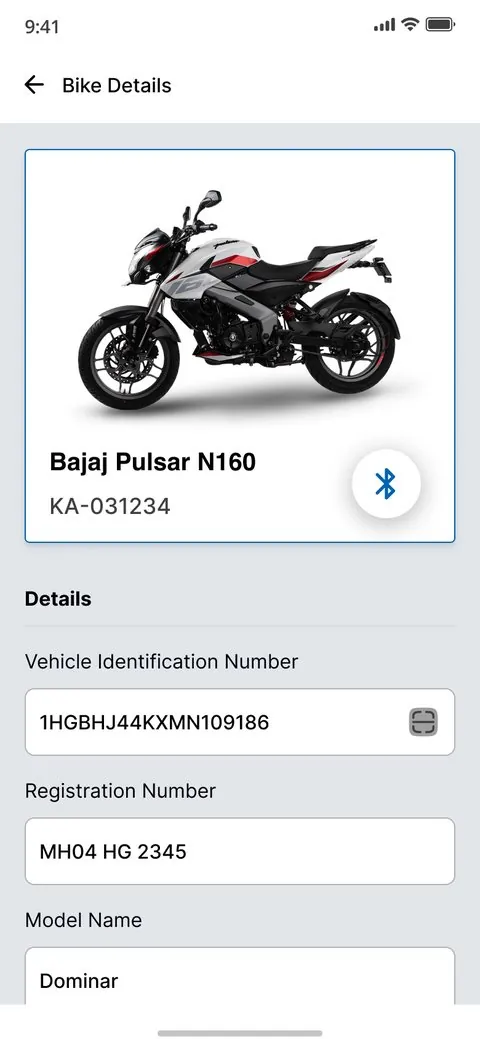 9:41
Bike Details
Bajaj Pulsar N160
KA-031234
Details
Vehicle Identification Number
1HGBHJ44KXMN109186
Registration Number
MH04 HG 2345
Model Name
Dominar